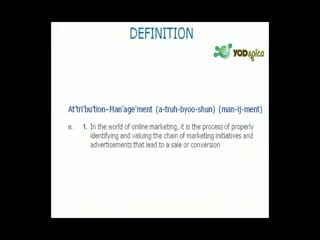 DEFINITION
YODspica
At'tri'bu'tion–Man'age'ment (a-truh-byoo-shun) (man-ij-ment)
n. 1. In the world of online marketing, it is the process of properly
identifying and valuing the chain of marketing initiatives and
advertisements that lead to a sale or conversion